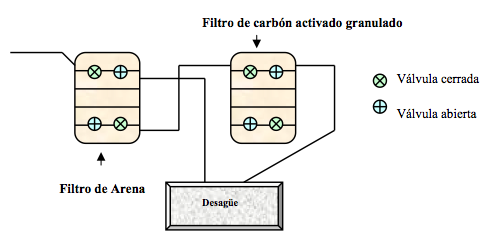 Filtro de carbón activado granulado
Válvula cerrada
Válvula abierta
Filtro de Arena
Desagüe